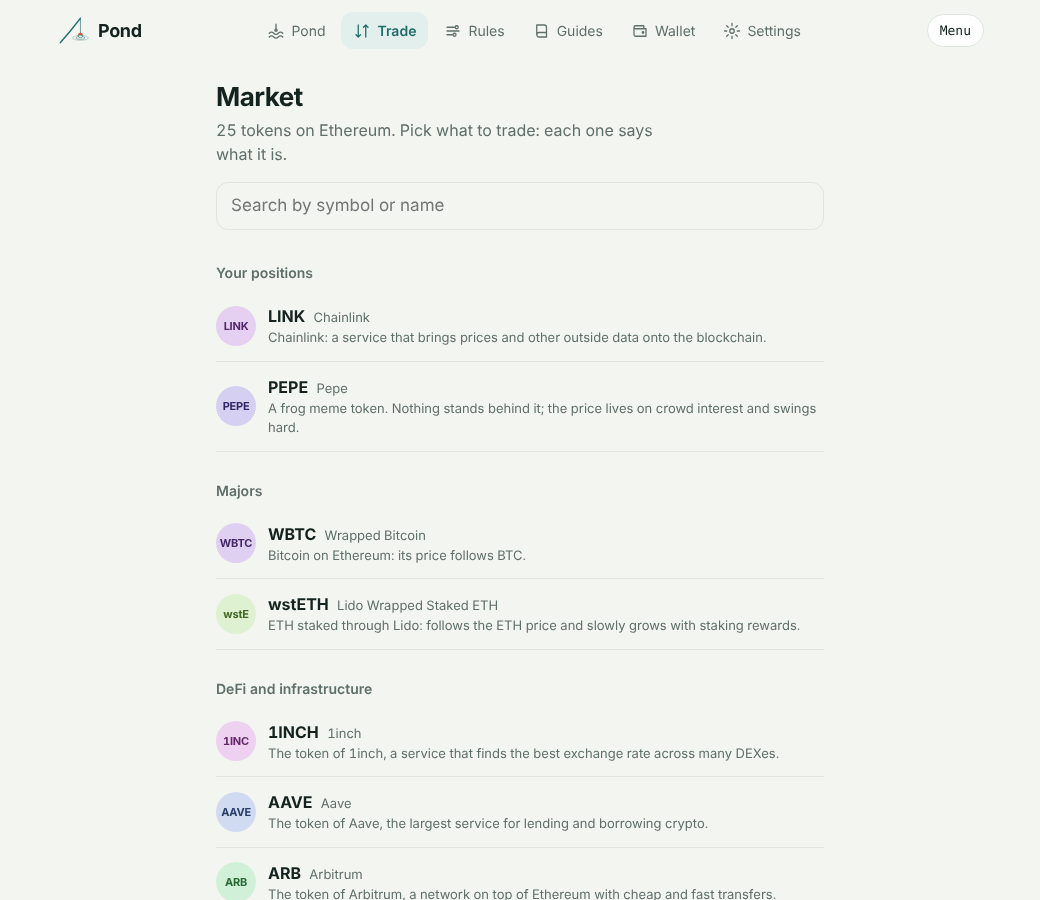 Pond
Pond
Trade
Rules
Guides
Wallet
Settings
Menu
Market
25 tokens on Ethereum. Pick what to trade: each one says
what it is.
Search by symbol or name
Your positions
LINK
LINK Chainlink
Chainlink: a service that brings prices and other outside data onto the blockchain.
PEPE
PEPE Pepe
A frog meme token. Nothing stands behind it; the price lives on crowd interest and swings
hard.
Majors
WBTC
WBTC Wrapped Bitcoin
Bitcoin on Ethereum: its price follows BTC.
wstE
wstETH Lido Wrapped Staked ETH
ETH staked through Lido: follows the ETH price and slowly grows with staking rewards.
DeFi and infrastructure
1INC
1INCH 1inch
The token of 1inch, a service that finds the best exchange rate across many DEXes.
AAVE
AAVE Aave
The token of Aave, the largest service for lending and borrowing crypto.
ARB
ARB Arbitrum
The token of Arbitrum, a network on top of Ethereum with cheap and fast transfers.